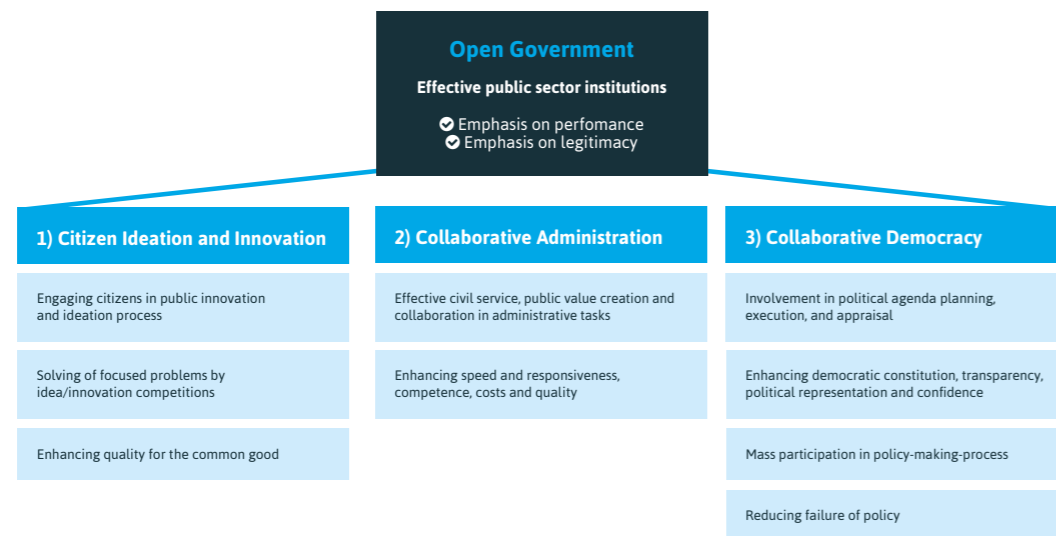 Open Government
Effective public sector institutions
Emphasis on perfomance
Emphasis on legitimacy
1) Citizen Ideation and Innovation
Engaging citizens in public innovation
and ideation process
Solving of focused problems by
idea/innovation competitions
Enhancing quality for the common good
2) Collaborative Administration
Effective civil service, public value creation and
collaboration in administrative tasks
Enhancing speed and responsiveness,
competence, costs and quality
3) Collaborative Democracy
Involvement in political agenda planning,
execution, and appraisal
Enhancing democratic constitution, transparency,
political representation and confidence
Mass participation in policy-making-process
Reducing failure of policy